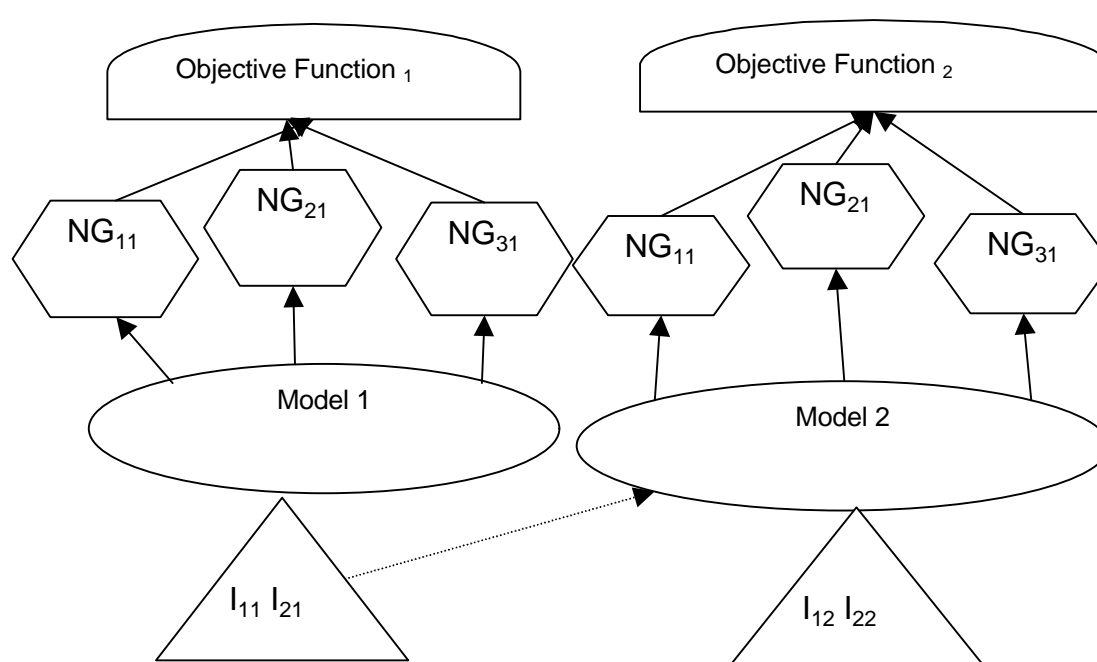 Objective Function ₁
Objective Function ₂
NG₁₁
NG₂₁
NG₃₁
NG₁₁
NG₂₁
NG₃₁
Model 1
Model 2
I₁₁ I₂₁
I₁₂ I₂₂